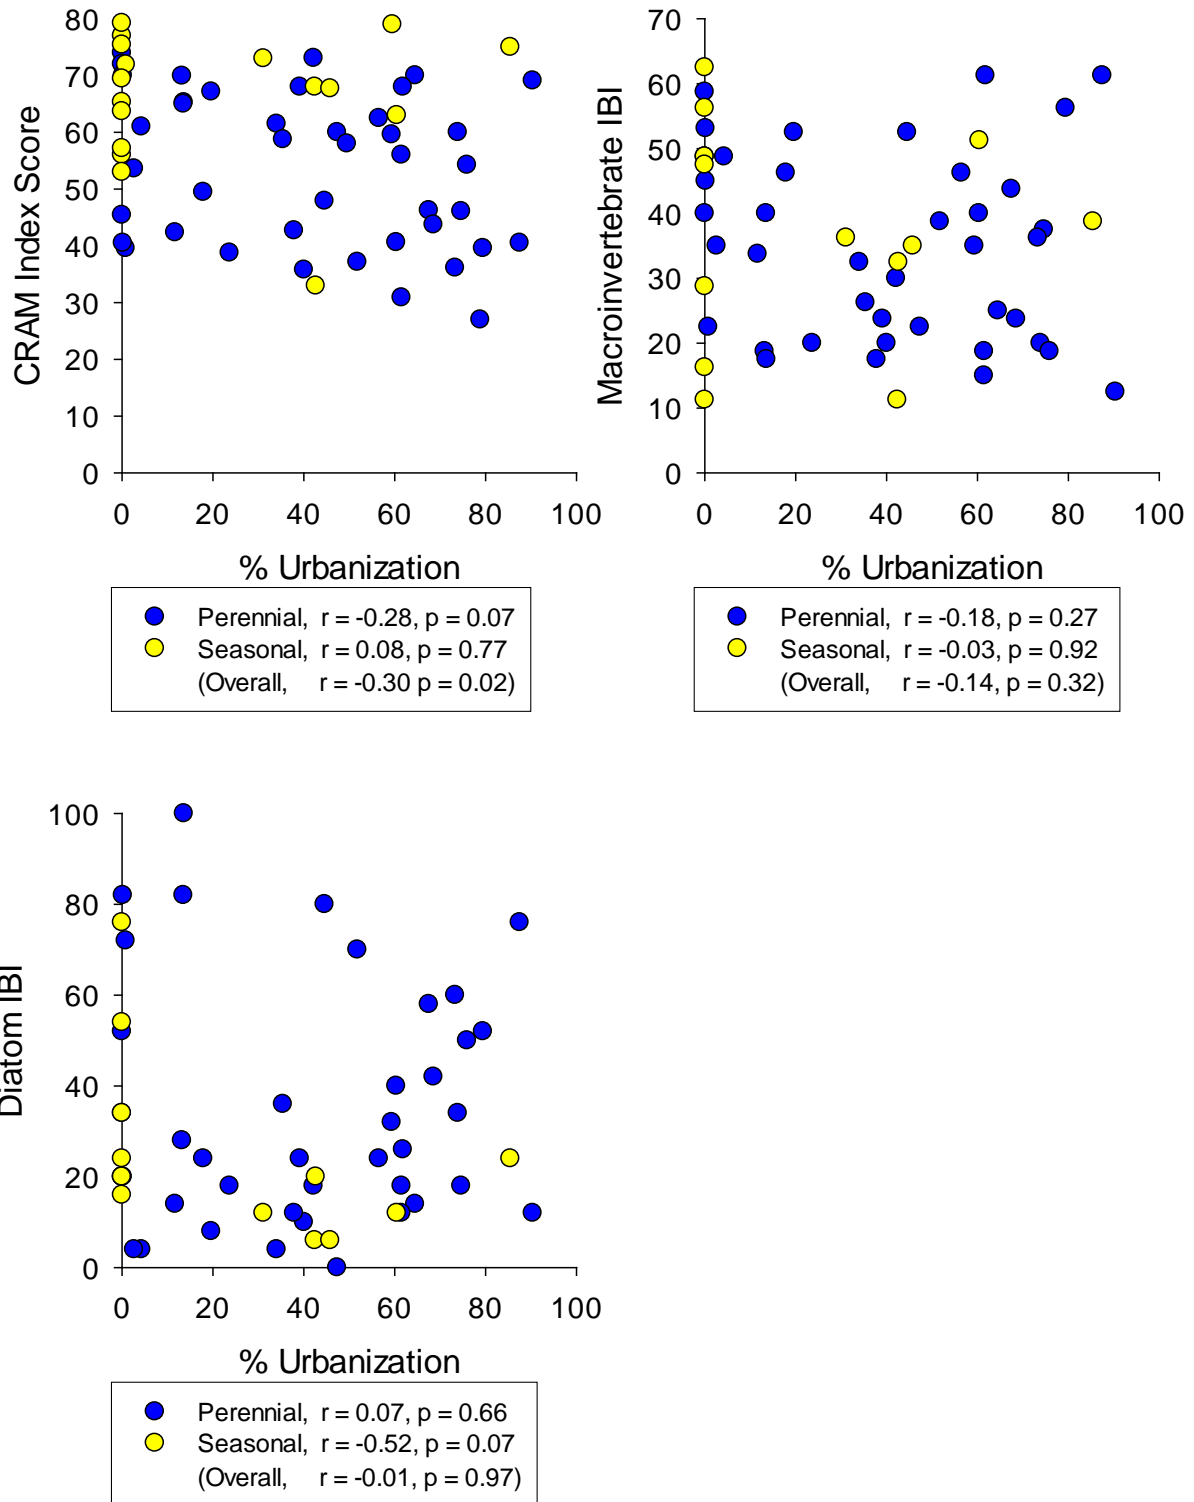 80
70
60
50
40
30
20
10
0
CRAM Index Score
0 20 40 60 80 100
% Urbanization
Perennial, r = -0.28, p = 0.07
Seasonal, r = 0.08, p = 0.77
(Overall, r = -0.30 p = 0.02)
70
60
50
40
30
20
10
0
Macroinvertebrate IBI
0 20 40 60 80 100
% Urbanization
Perennial, r = -0.18, p = 0.27
Seasonal, r = -0.03, p = 0.92
(Overall, r = -0.14, p = 0.32)
100
80
60
40
20
0
Diatom IBI
0 20 40 60 80 100
% Urbanization
Perennial, r = 0.07, p = 0.66
Seasonal, r = -0.52, p = 0.07
(Overall, r = -0.01, p = 0.97)